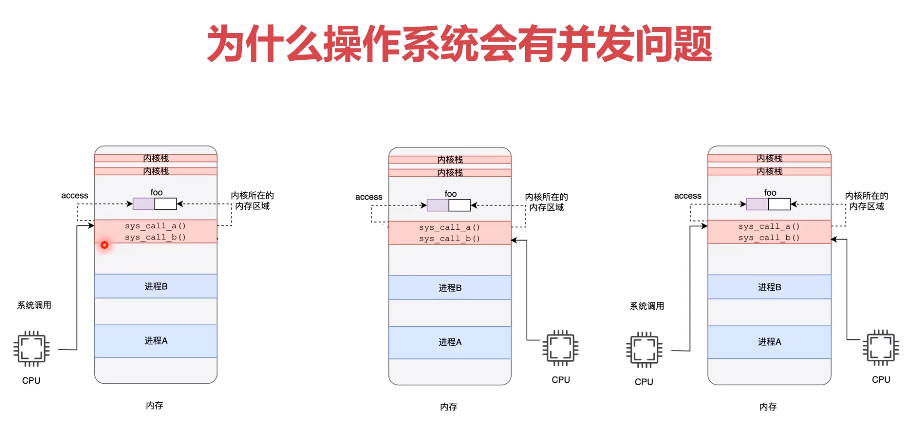 为什么操作系统会有并发问题
内核栈
内核栈
access
foo
内核所在的
内存区域
sys_call_a()
sys_call_b()
进程B
系统调用
进程A
CPU
内存
内核栈
内核栈
access
foo
内核所在的
内存区域
sys_call_a()
sys_call_b()
进程B
进程A
CPU
内存
内核栈
内核栈
access
foo
内核所在的
内存区域
sys_call_a()
sys_call_b()
进程B
系统调用
进程A
CPU
CPU
内存